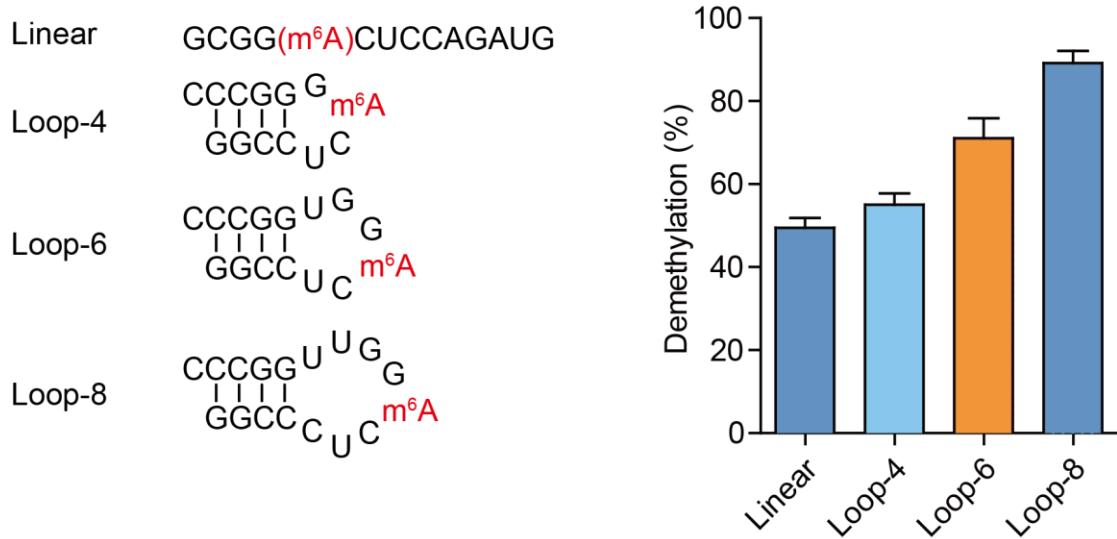 Linear GCGG(m⁶A)CUCCAGAUG
Loop-4
CCCGG G m⁶A
GGCC U C
Loop-6
CCCGG U G G
m⁶A
GGCC U C
Loop-8
CCCGG U U G G
m⁶A
GGCC C U C
Demethylation (%)
100
80
60
40
20
0
Linear
Loop-4
Loop-6
Loop-8